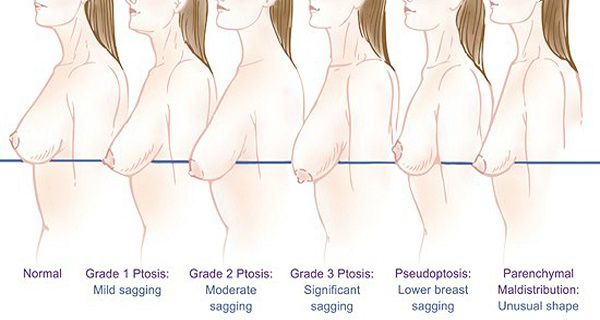 Normal
Grade 1 Ptosis:
Mild sagging
Grade 2 Ptosis:
Moderate
sagging
Grade 3 Ptosis:
Significant
sagging
Pseudoptosis:
Lower breast
sagging
Parenchymal
Maldistribution:
Unusual shape